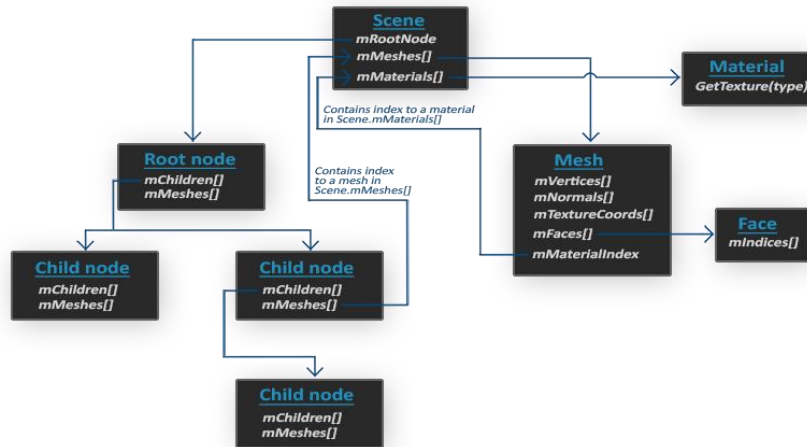 Scene
mRootNode
mMeshes[]
mMaterials[]
Material
GetTexture(type)
Contains index to a material
in Scene.mMaterials[]
Root node
mChildren[]
mMeshes[]
Contains index
to a mesh in
Scene.mMeshes[]
Mesh
mVertices[]
mNormals[]
mTextureCoords[]
mFaces[]
mMaterialIndex
Face
mIndices[]
Child node
mChildren[]
mMeshes[]
Child node
mChildren[]
mMeshes[]
Child node
mChildren[]
mMeshes[]